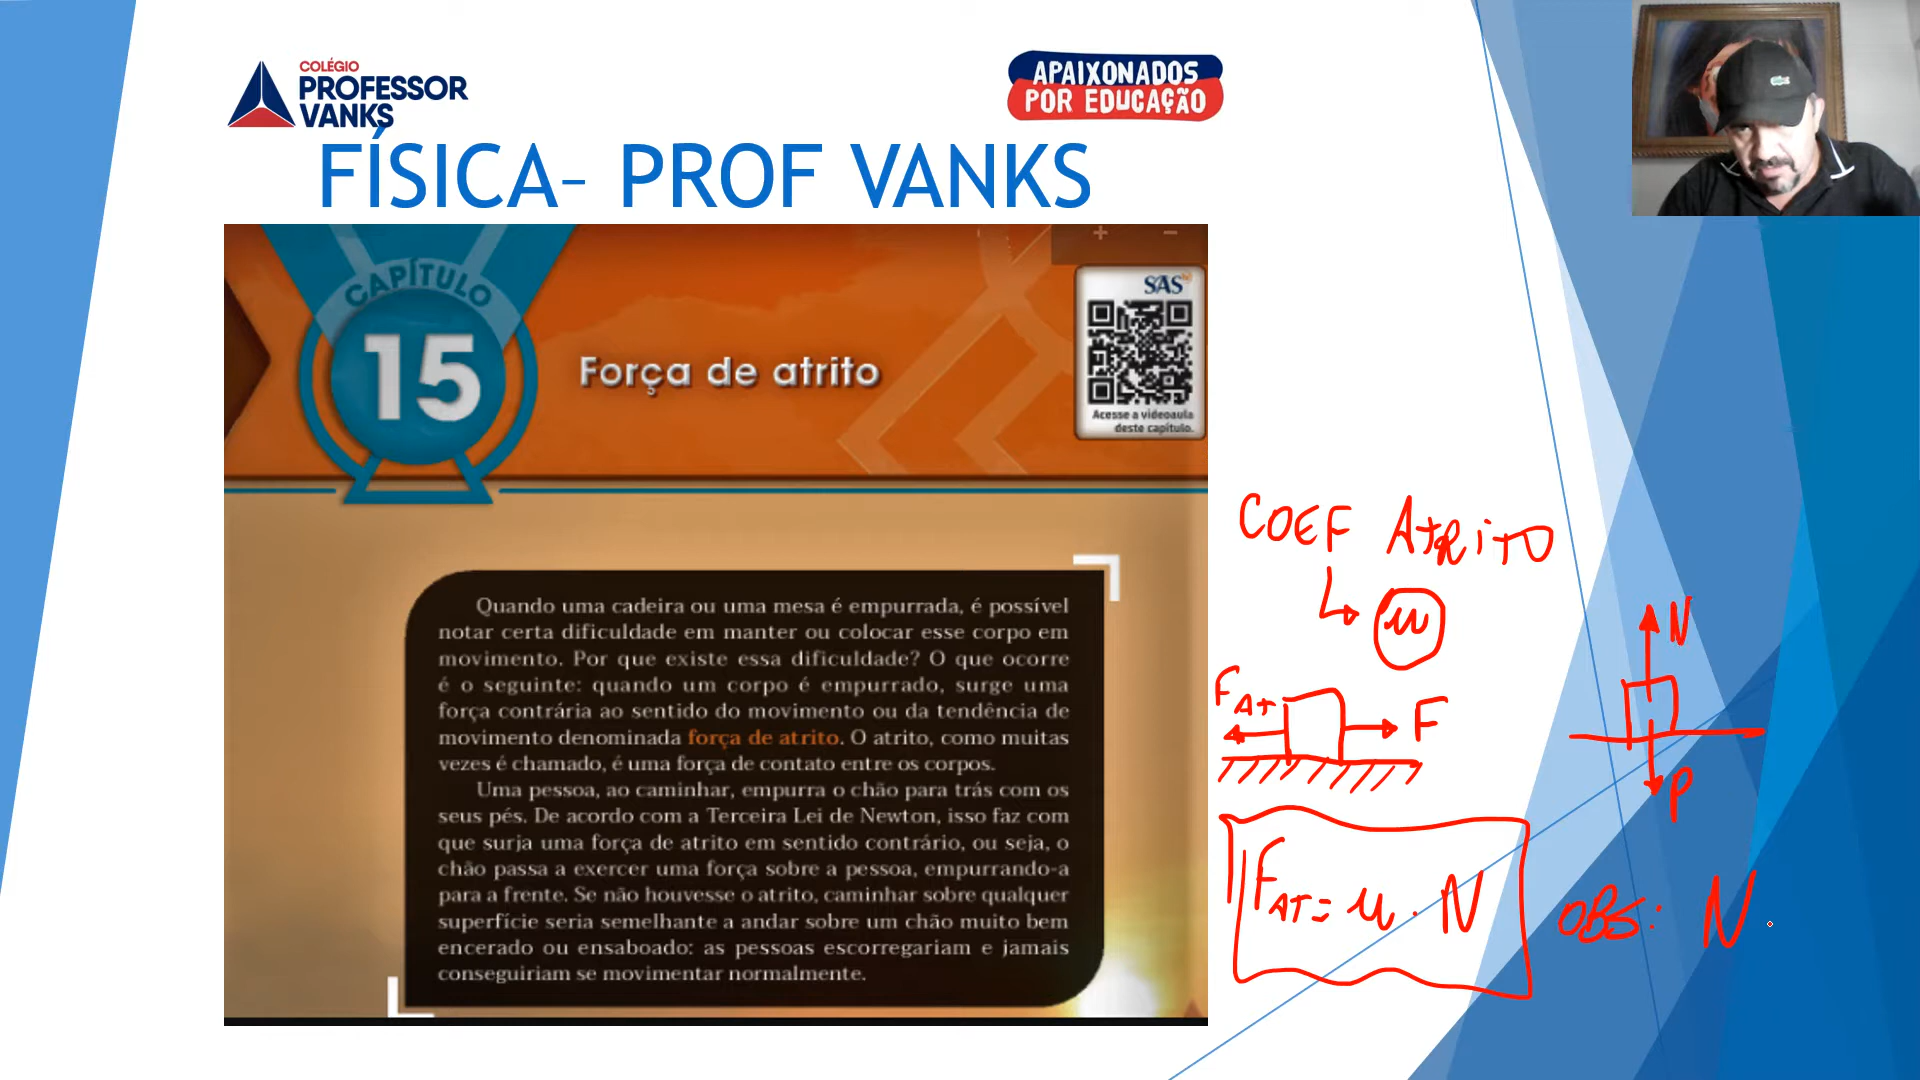 COLÉGIO
PROFESSOR
VANKS
APAIXONADOS
POR EDUCAÇÃO
FÍSICA– PROF VANKS
CAPÍTULO
15
Força de atrito
SAS
Acesse a videoaula
deste capítulo.
Quando uma cadeira ou uma mesa é empurrada, é possível
notar certa dificuldade em manter ou colocar esse corpo em
movimento. Por que existe essa dificuldade? O que ocorre
é o seguinte: quando um corpo é empurrado, surge uma
força contrária ao sentido do movimento ou da tendência de
movimento denominada força de atrito. O atrito, como muitas
vezes é chamado, é uma força de contato entre os corpos.
Uma pessoa, ao caminhar, empurra o chão para trás com os
seus pés. De acordo com a Terceira Lei de Newton, isso faz com
que surja uma força de atrito em sentido contrário, ou seja, o
chão passa a exercer uma força sobre a pessoa, empurrando-a
para a frente. Se não houvesse o atrito, caminhar sobre qualquer
superfície seria semelhante a andar sobre um chão muito bem
encerado ou ensaboado: as pessoas escorregariam e jamais
conseguiriam se movimentar normalmente.
COEF ATRITO
μ
FAT
F
N
P
FAT = μ · N
OBS: N